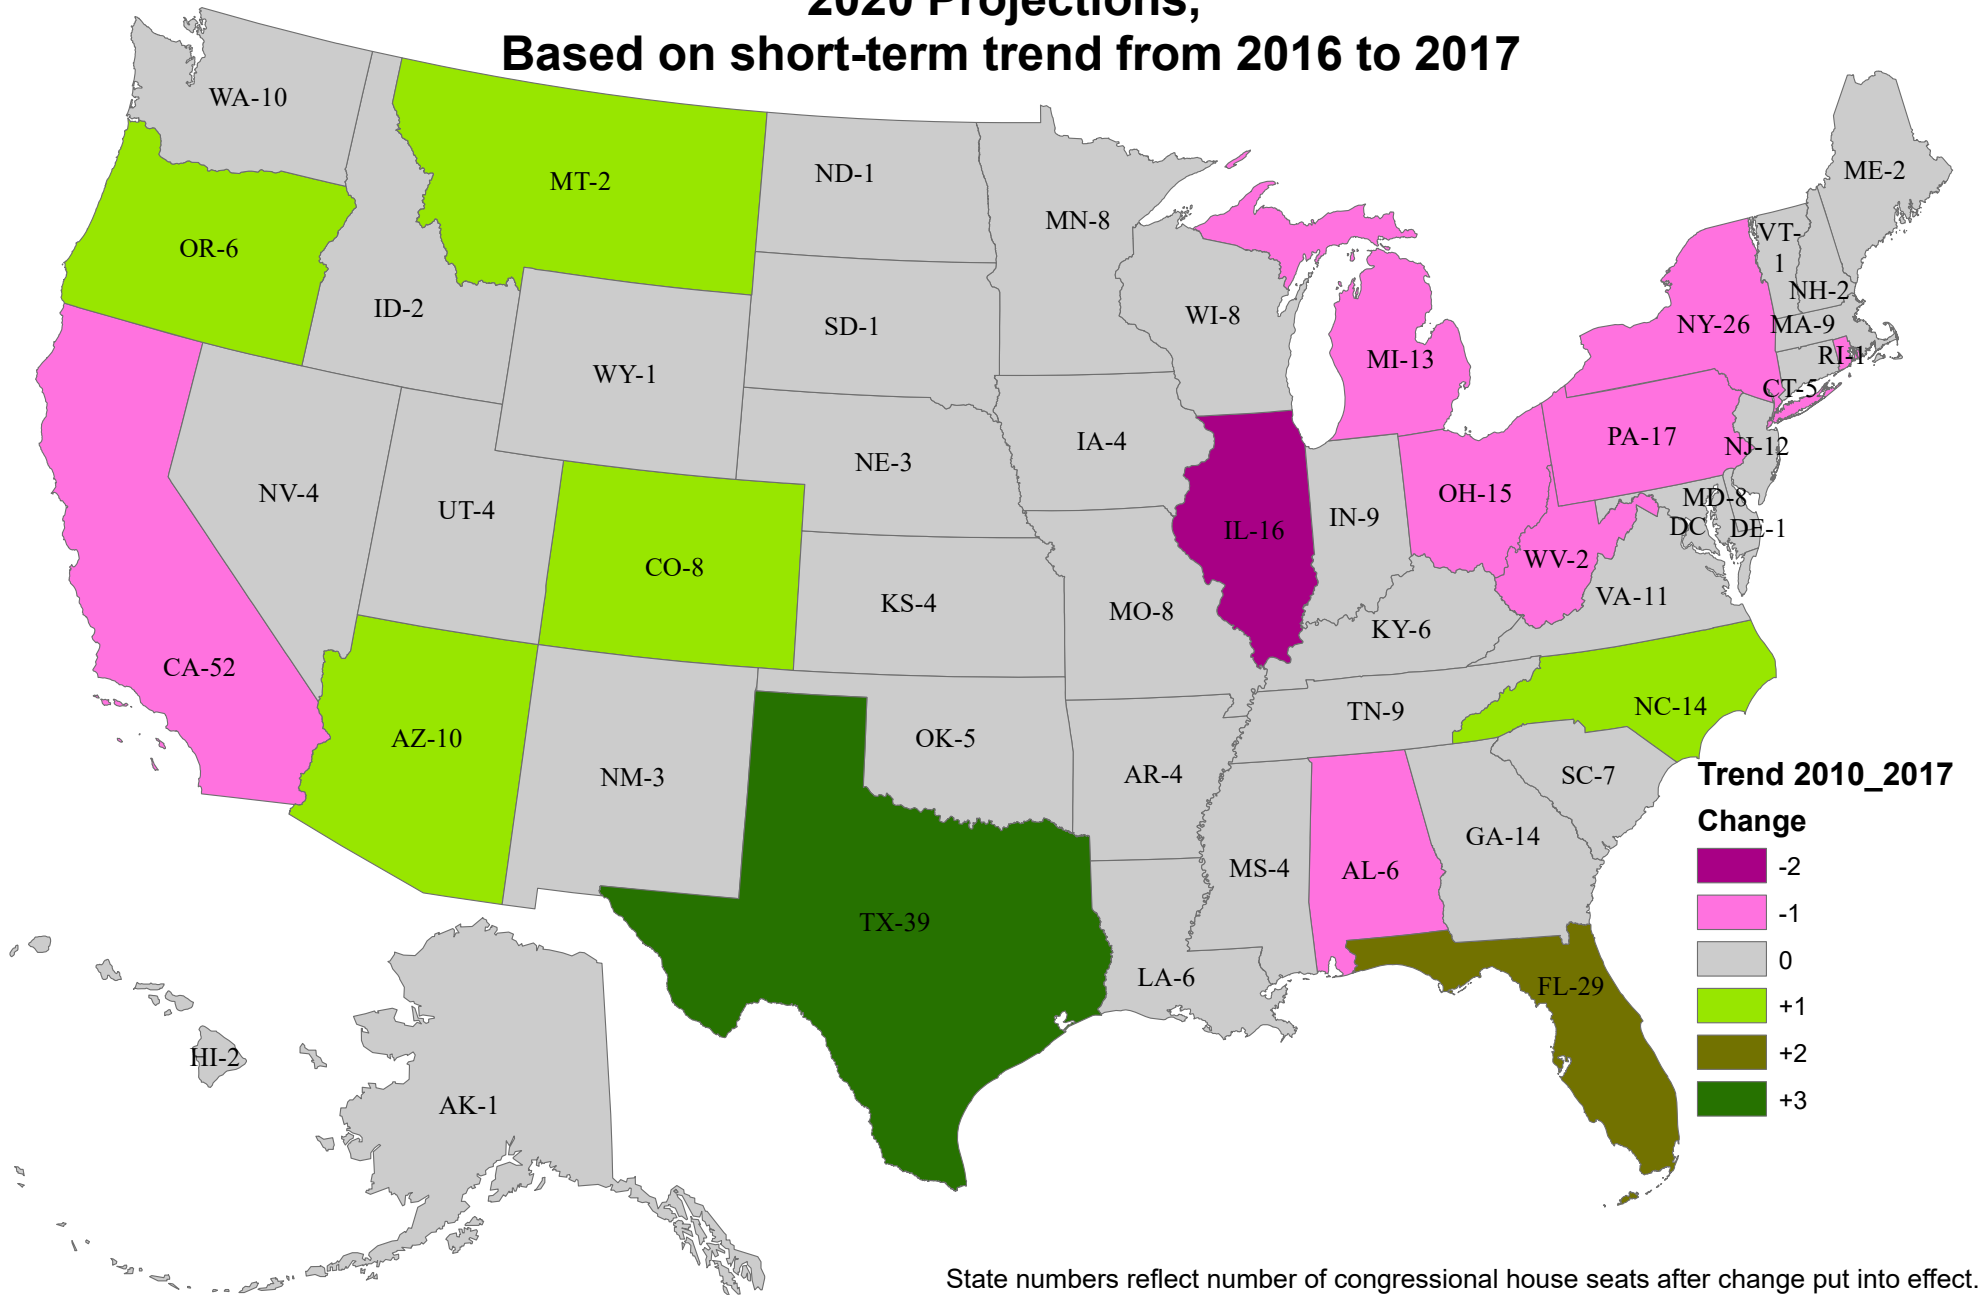 2020 Projections,
Based on short-term trend from 2016 to 2017
WA-10
MT-2
ND-1
MN-8
ME-2
OR-6
VT-
1
ID-2
SD-1
WI-8
NH-2
NY-26
MA-9
RI-1
MI-13
WY-1
CT-5
IA-4
PA-17
NJ-12
NE-3
NV-4
UT-4
OH-15
MD-8
IL-16
IN-9
DC
DE-1
CO-8
WV-2
KS-4
MO-8
VA-11
KY-6
CA-52
TN-9
NC-14
AZ-10
OK-5
NM-3
AR-4
SC-7
GA-14
MS-4
AL-6
TX-39
LA-6
FL-29
HI-2
AK-1
Trend 2010_2017
Change
-2
-1
0
+1
+2
+3
State numbers reflect number of congressional house seats after change put into effect.